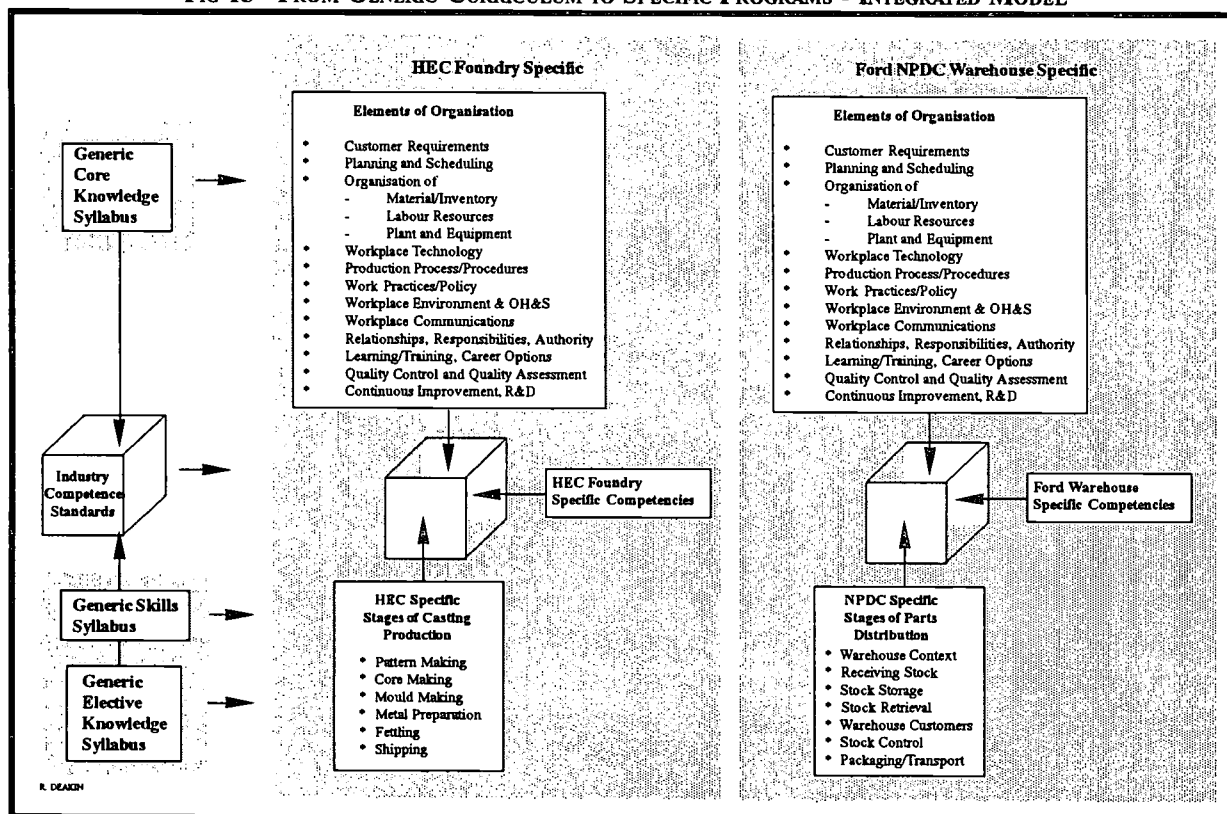 FROM GENERIC CURRICULUM TO SPECIFIC PROGRAMS - INTEGRATED MODEL
HEC Foundry Specific
Elements of Organisation
* Customer Requirements
* Planning and Scheduling
* Organisation of
- Material/Inventory
- Labour Resources
- Plant and Equipment
* Workplace Technology
* Production Process/Procedures
* Work Practices/Policy
* Workplace Environment & OH&S
* Workplace Communications
* Relationships, Responsibilities, Authority
* Learning/Training, Career Options
* Quality Control and Quality Assessment
* Continuous Improvement, R&D
Ford NPDC Warehouse Specific
Elements of Organisation
* Customer Requirements
* Planning and Scheduling
* Organisation of
- Material/Inventory
- Labour Resources
- Plant and Equipment
* Workplace Technology
* Production Process/Procedures
* Work Practices/Policy
* Workplace Environment & OH&S
* Workplace Communications
* Relationships, Responsibilities, Authority
* Learning/Training, Career Options
* Quality Control and Quality Assessment
* Continuous Improvement, R&D
Generic
Core
Knowledge
Syllabus
Industry
Competence
Standards
Generic Skills
Syllabus
Generic
Elective
Knowledge
Syllabus
HEC Foundry
Specific Competencies
HEC Specific
Stages of Casting
Production
* Pattern Making
* Core Making
* Mould Making
* Metal Preparation
* Fettling
* Shipping
Ford Warehouse
Specific Competencies
NPDC Specific
Stages of Parts
Distribution
* Warehouse Context
* Receiving Stock
* Stock Storage
* Stock Retrieval
* Warehouse Customers
* Stock Control
* Packaging/Transport
R. DEAKIN